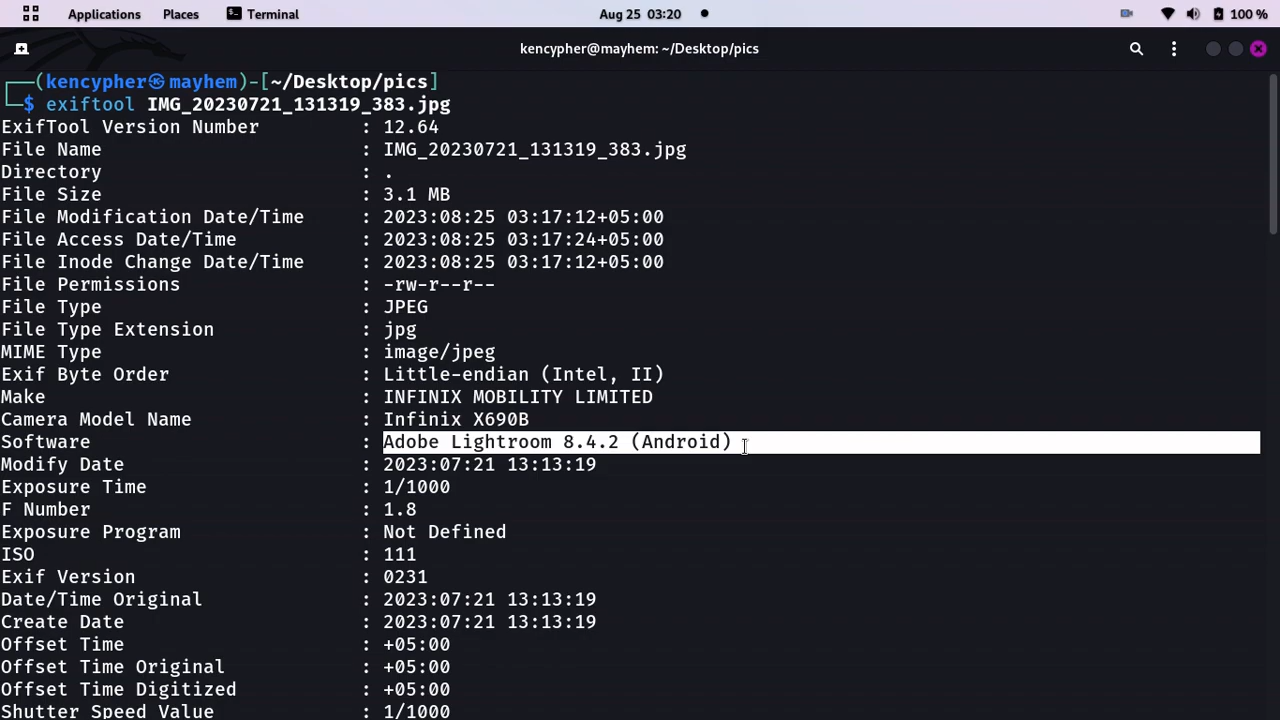 Applications Places Terminal Aug 25 03:20 100 %
kencypher@mayhem: ~/Desktop/pics
┌──(kencypher㉿mayhem)-[~/Desktop/pics]
└─$ exiftool IMG_20230721_131319_383.jpg
ExifTool Version Number : 12.64
File Name : IMG_20230721_131319_383.jpg
Directory : .
File Size : 3.1 MB
File Modification Date/Time : 2023:08:25 03:17:12+05:00
File Access Date/Time : 2023:08:25 03:17:24+05:00
File Inode Change Date/Time : 2023:08:25 03:17:12+05:00
File Permissions : -rw-r--r--
File Type : JPEG
File Type Extension : jpg
MIME Type : image/jpeg
Exif Byte Order : Little-endian (Intel, II)
Make : INFINIX MOBILITY LIMITED
Camera Model Name : Infinix X690B
Software : Adobe Lightroom 8.4.2 (Android)
Modify Date : 2023:07:21 13:13:19
Exposure Time : 1/1000
F Number : 1.8
Exposure Program : Not Defined
ISO : 111
Exif Version : 0231
Date/Time Original : 2023:07:21 13:13:19
Create Date : 2023:07:21 13:13:19
Offset Time : +05:00
Offset Time Original : +05:00
Offset Time Digitized : +05:00
Shutter Speed Value : 1/1000